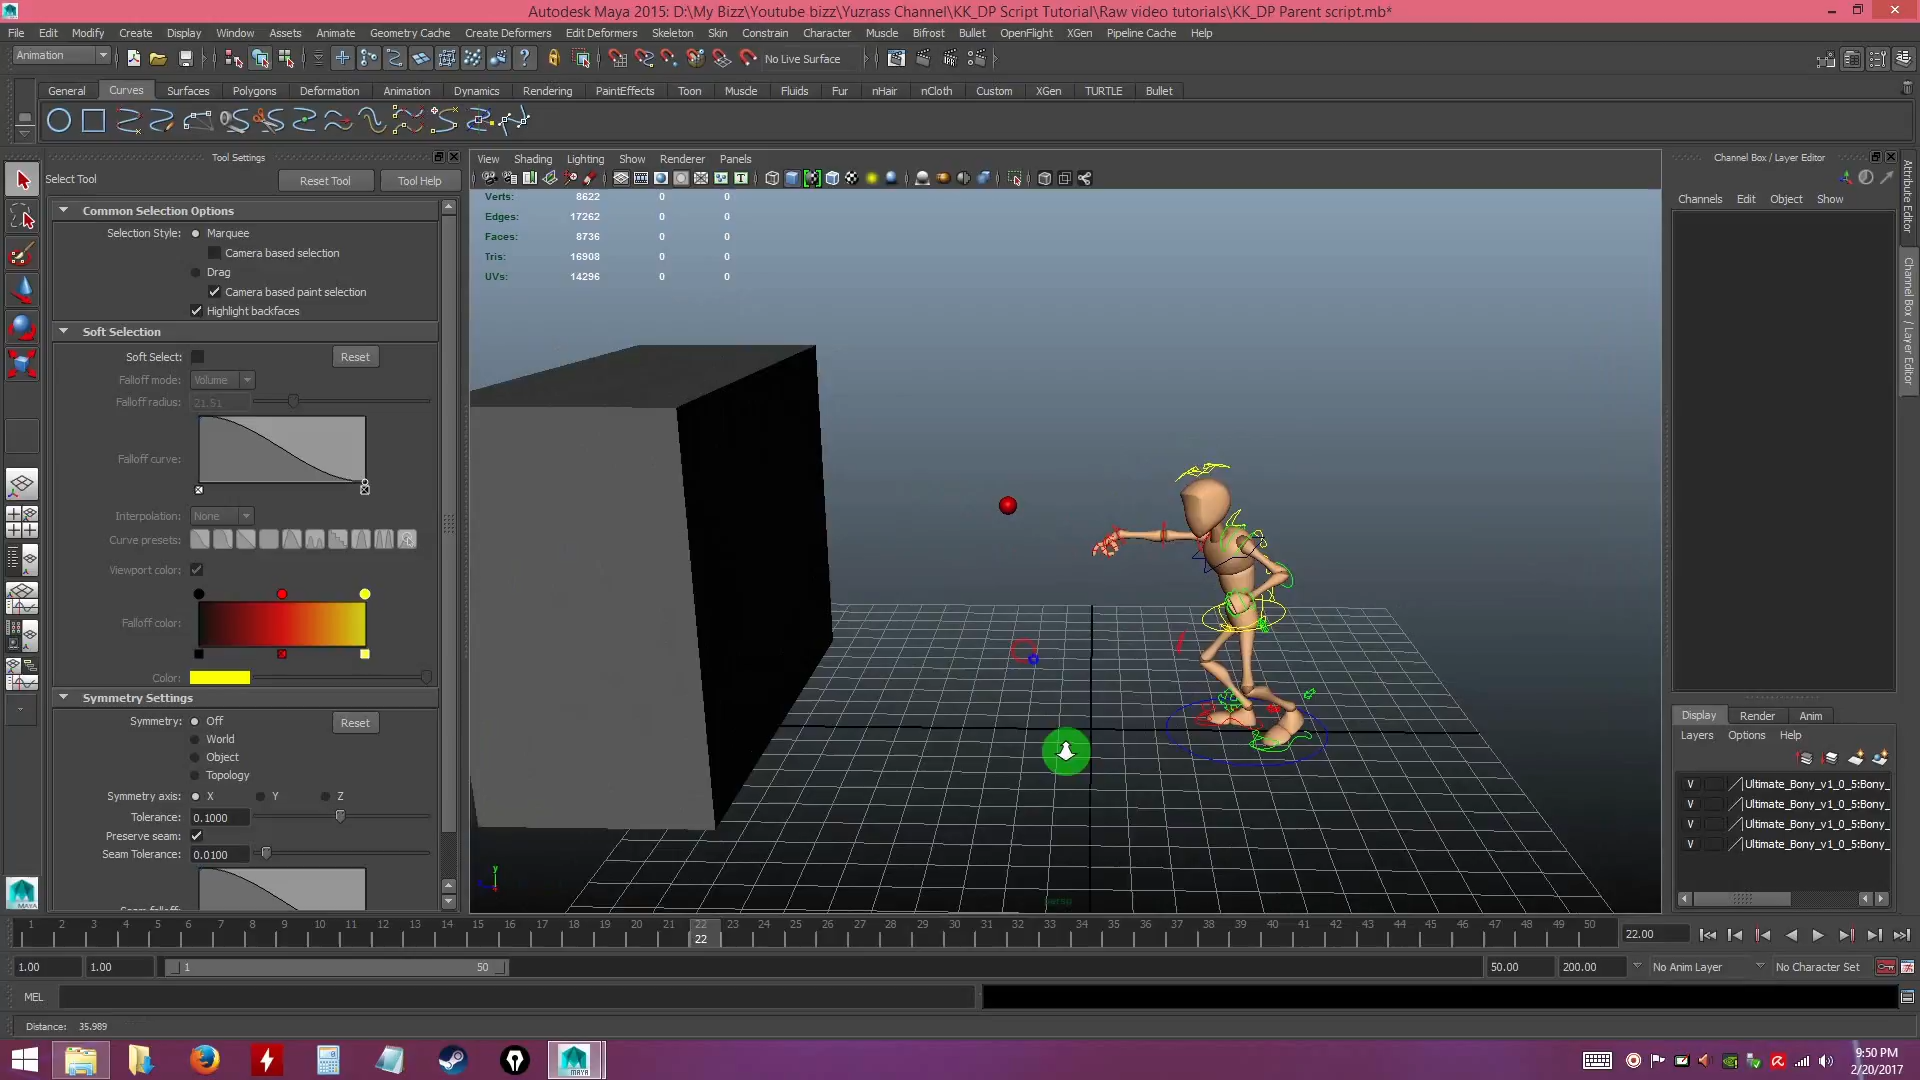 Autodesk Maya 2015: D:\My Bizz\Youtube bizz\Yuzrass Channel\KK_DP Script Tutorial\Raw video tutorials\KK_DP Parent script.mb*
File Edit Modify Create Display Window Assets Animate Geometry Cache Create Deformers Edit Deformers Skeleton Skin Constrain Character Muscle Bifrost Bullet OpenFlight XGen Pipeline Cache Help
Animation No Live Surface
General Curves Surfaces Polygons Deformation Animation Dynamics Rendering PaintEffects Toon Muscle Fluids Fur nHair nCloth Custom XGen TURTLE Bullet
Tool Settings
Select Tool Reset Tool Tool Help
Common Selection Options
Selection Style: Marquee
Camera based selection
Drag
Camera based paint selection
Highlight backfaces
Soft Selection
Soft Select: Reset
Falloff mode: Volume
Falloff radius: 21.51
Falloff curve:
Interpolation: None
Curve presets:
Viewport color:
Falloff color:
Color:
Symmetry Settings
Symmetry: Off Reset
World
Object
Topology
Symmetry axis: X Y Z
Tolerance: 0.1000
Preserve seam:
Seam Tolerance: 0.0100
View Shading Lighting Show Renderer Panels
Verts: 8622 0 0
Edges: 17262 0 0
Faces: 8736 0 0
Tris: 16908 0 0
UVs: 14296 0 0
y
Channel Box / Layer Editor
Channels Edit Object Show
Attribute Editor
Channel Box / Layer Editor
Display Render Anim
Layers Options Help
V Ultimate_Bony_v1_0_5:Bony_
V Ultimate_Bony_v1_0_5:Bony_
V Ultimate_Bony_v1_0_5:Bony_
V Ultimate_Bony_v1_0_5:Bony_
1 2 3 4 5 6 7 8 9 10 11 12 13 14 15 16 17 18 19 20 21 22 23 24 25 26 27 28 29 30 31 32 33 34 35 36 37 38 39 40 41 42 43 44 45 46 47 48 49 50
22 22.00
1.00 1.00 1 50 50.00 200.00 No Anim Layer No Character Set
MEL
Distance: 35.989
MAYA
9:50 PM
2/20/2017